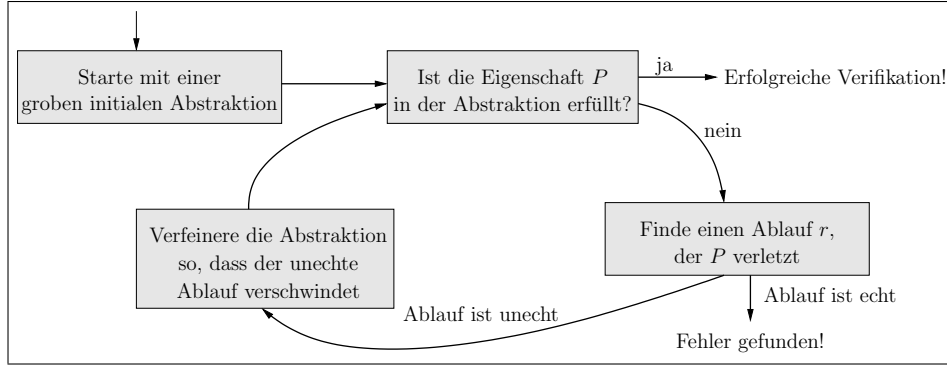 Starte mit einer
groben initialen Abstraktion
Ist die Eigenschaft P
in der Abstraktion erfüllt?
ja
Erfolgreiche Verifikation!
nein
Verfeinere die Abstraktion
so, dass der unechte
Ablauf verschwindet
Finde einen Ablauf r,
der P verletzt
Ablauf ist unecht
Ablauf ist echt
Fehler gefunden!